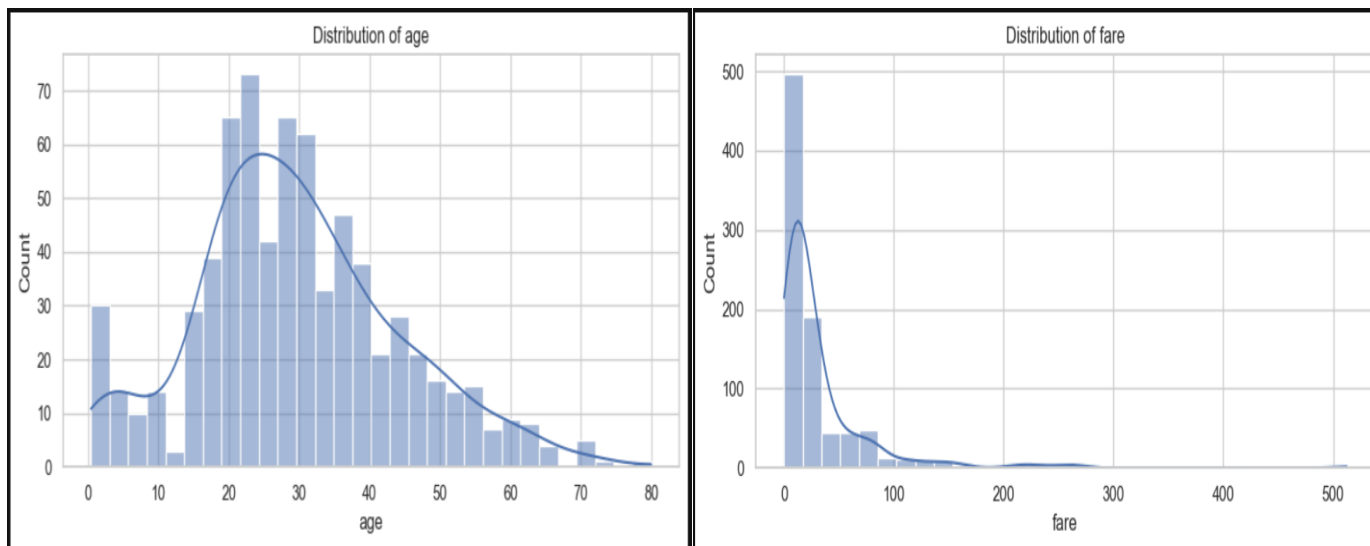 Distribution of age
70
60
50
40
30
20
10
0
Count
0 10 20 30 40 50 60 70 80
age
Distribution of fare
500
400
300
200
100
0
Count
0 100 200 300 400 500
fare